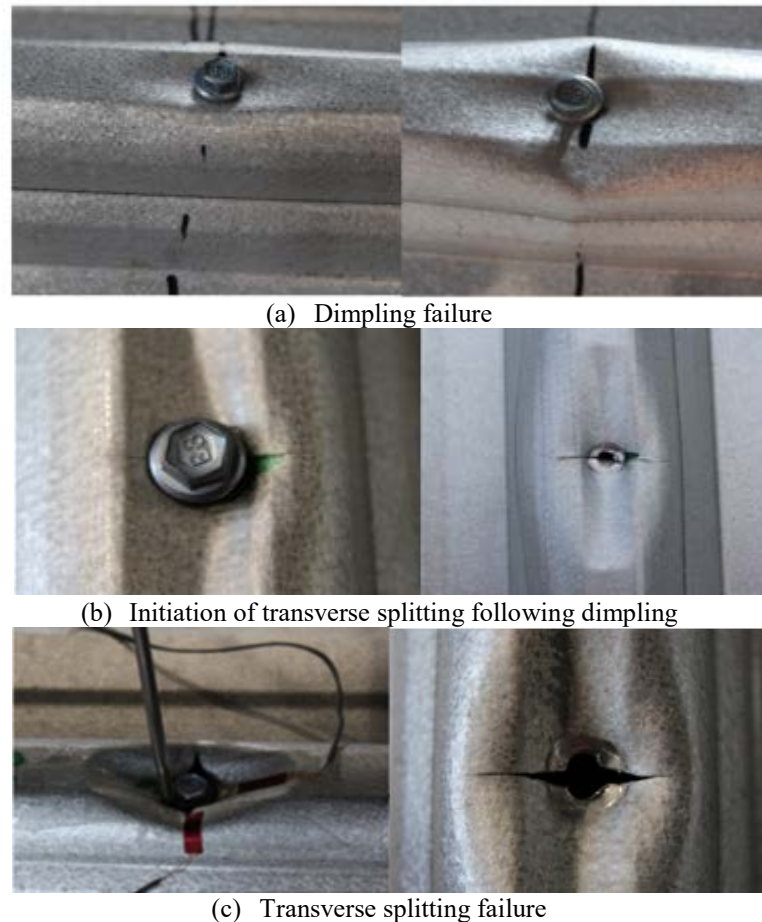 (a) Dimpling failure
(b) Initiation of transverse splitting following dimpling
(c) Transverse splitting failure